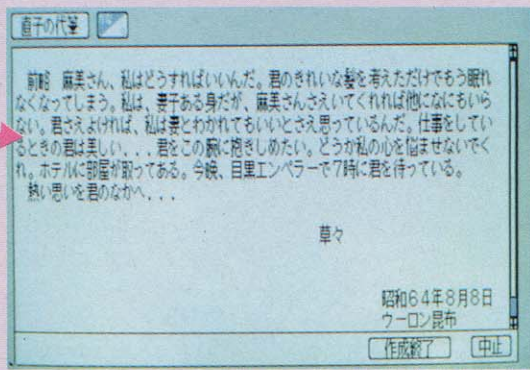 直子の代筆
前略　麻美さん、私はどうすればいいんだ。君のきれいな髪を考えただけでもう眠れ
なくなってしまう。私は、妻子ある身だが、麻美さんさえいてくれれば他になにもいら
ない。君さえよければ、私は妻とわかれてもいいとさえ思っているんだ。仕事をしてい
るときの君は美しい．．．君をこの腕に抱きしめたい。どうか私の心を悩ませないでく
れ。ホテルに部屋が取ってある。今晩、目黒エンペラーで7時に君を待っている。
熱い思いを君のなかへ．．．
草々
昭和64年8月8日
ウーロン昆布
作成終了　中止